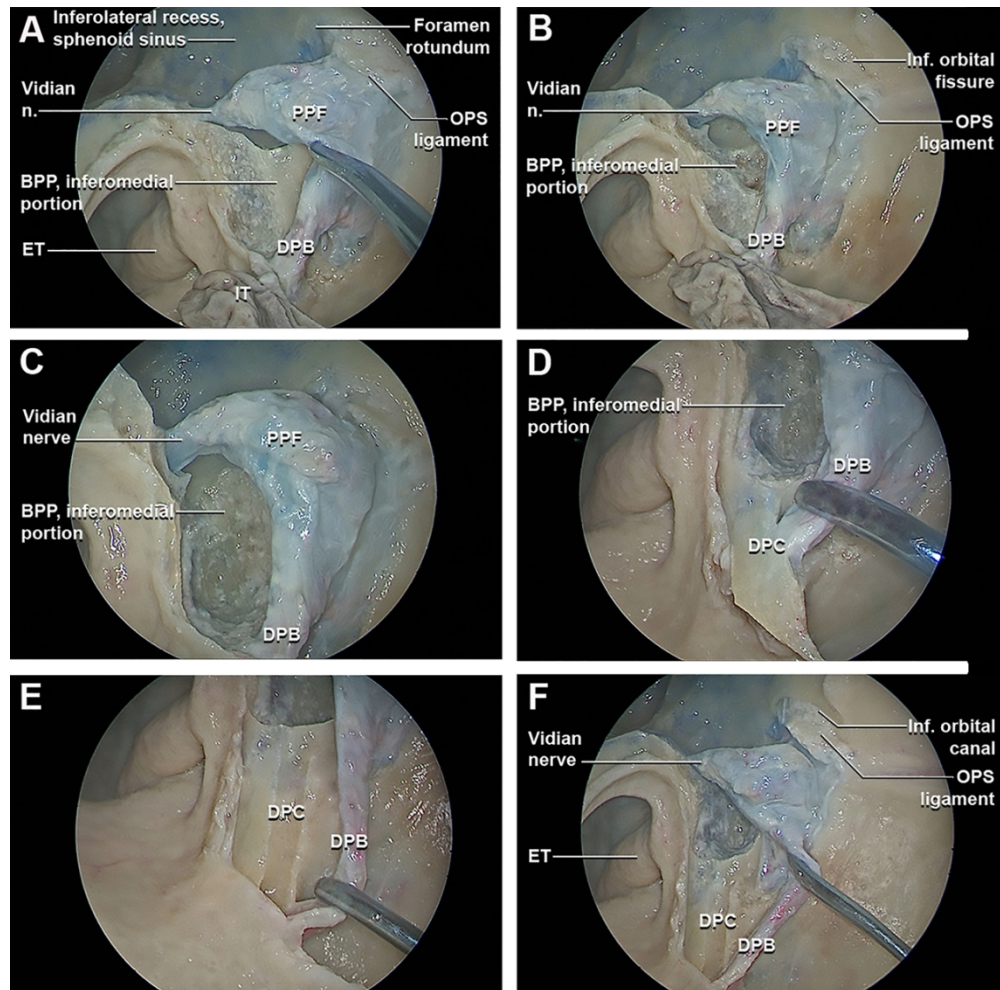 A
Inferolateral recess,
sphenoid sinus
Foramen
rotundum
Vidian
n.
PPF
OPS
ligament
BPP, inferomedial
portion
ET
DPB
IT
B
Inf. orbital
fissure
Vidian
n.
PPF
OPS
ligament
BPP, inferomedial
portion
DPB
C
Vidian
nerve
PPF
BPP, inferomedial
portion
DPB
D
BPP, inferomedial
portion
DPB
DPC
E
DPC
DPB
F
Vidian
nerve
Inf. orbital
canal
OPS
ligament
ET
DPC
DPB